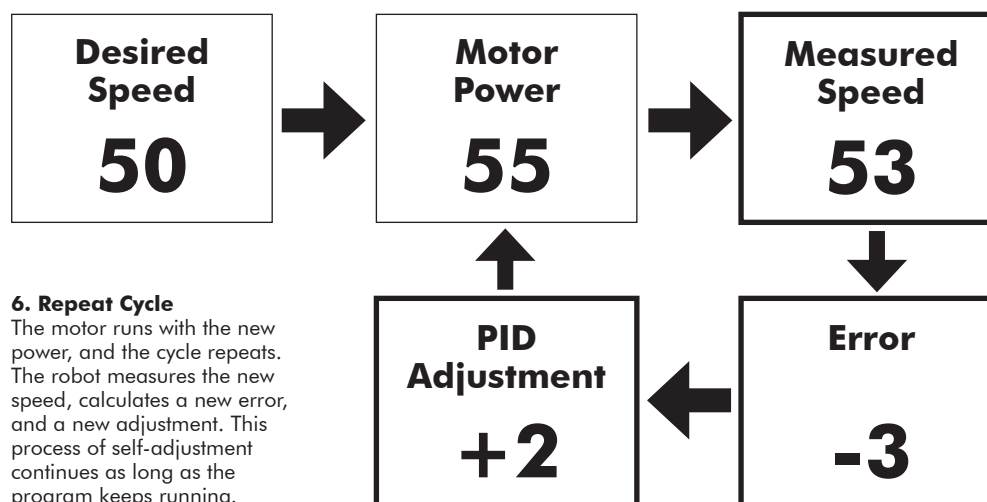 Desired
Speed
50
Motor
Power
55
Measured
Speed
53
6. Repeat Cycle
The motor runs with the new
power, and the cycle repeats.
The robot measures the new
speed, calculates a new error,
and a new adjustment. This
process of self-adjustment
continues as long as the
program keeps running.
PID
Adjustment
+2
Error
-3